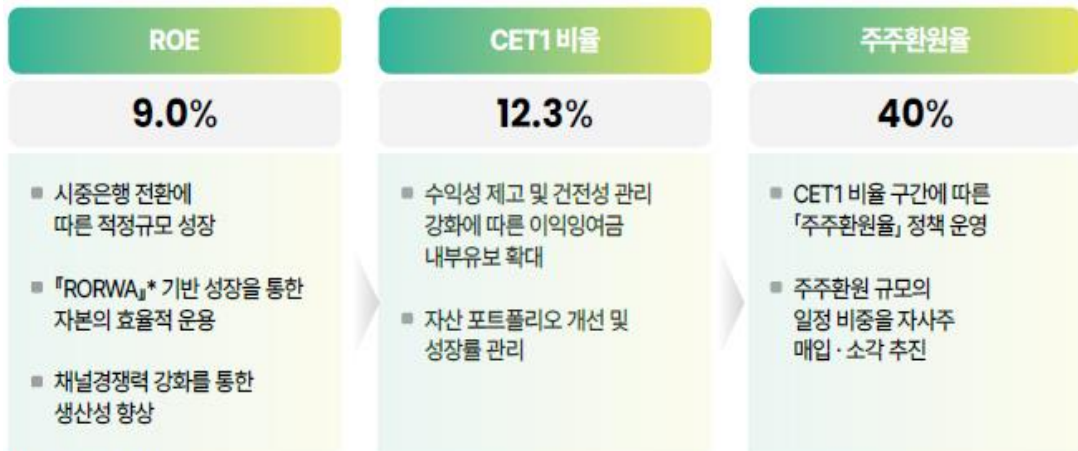 ROE
9.0%
■ 시중은행 전환에
따른 적정규모 성장
■ 『RORWA』* 기반 성장을 통한
자본의 효율적 운용
■ 채널경쟁력 강화를 통한
생산성 향상
CET1 비율
12.3%
■ 수익성 제고 및 건전성 관리
강화에 따른 이익잉여금
내부유보 확대
■ 자산 포트폴리오 개선 및
성장률 관리
주주환원율
40%
■ CET1 비율 구간에 따른
「주주환원율」 정책 운영
■ 주주환원 규모의
일정 비중을 자사주
매입 · 소각 추진